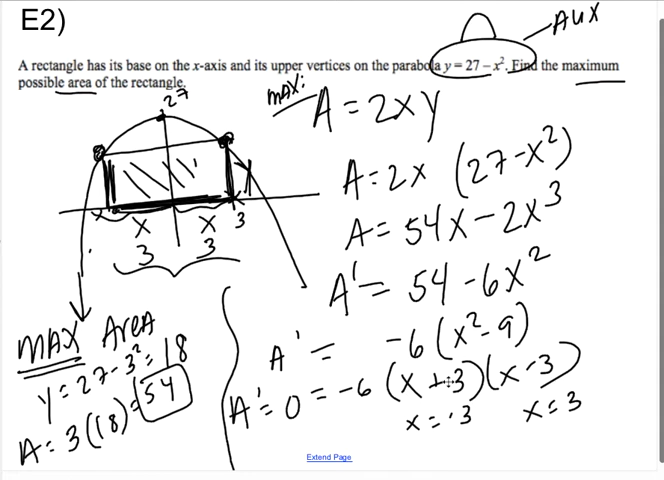 E2)
AUX
A rectangle has its base on the x-axis and its upper vertices on the parabola y = 27 – x². Find the maximum
possible area of the rectangle.
27
max:
A = 2xy
A = 2x (27-x²)
A = 54x - 2x³
A' = 54 - 6x²
A' = -6(x² - 9)
A' = 0 = -6(x+3)(x-3)
x = -3 x = 3
y
x x 3
3 3
MAX Area
y = 27 - 3² = 18
A = 3(18) = 54
Extend Page